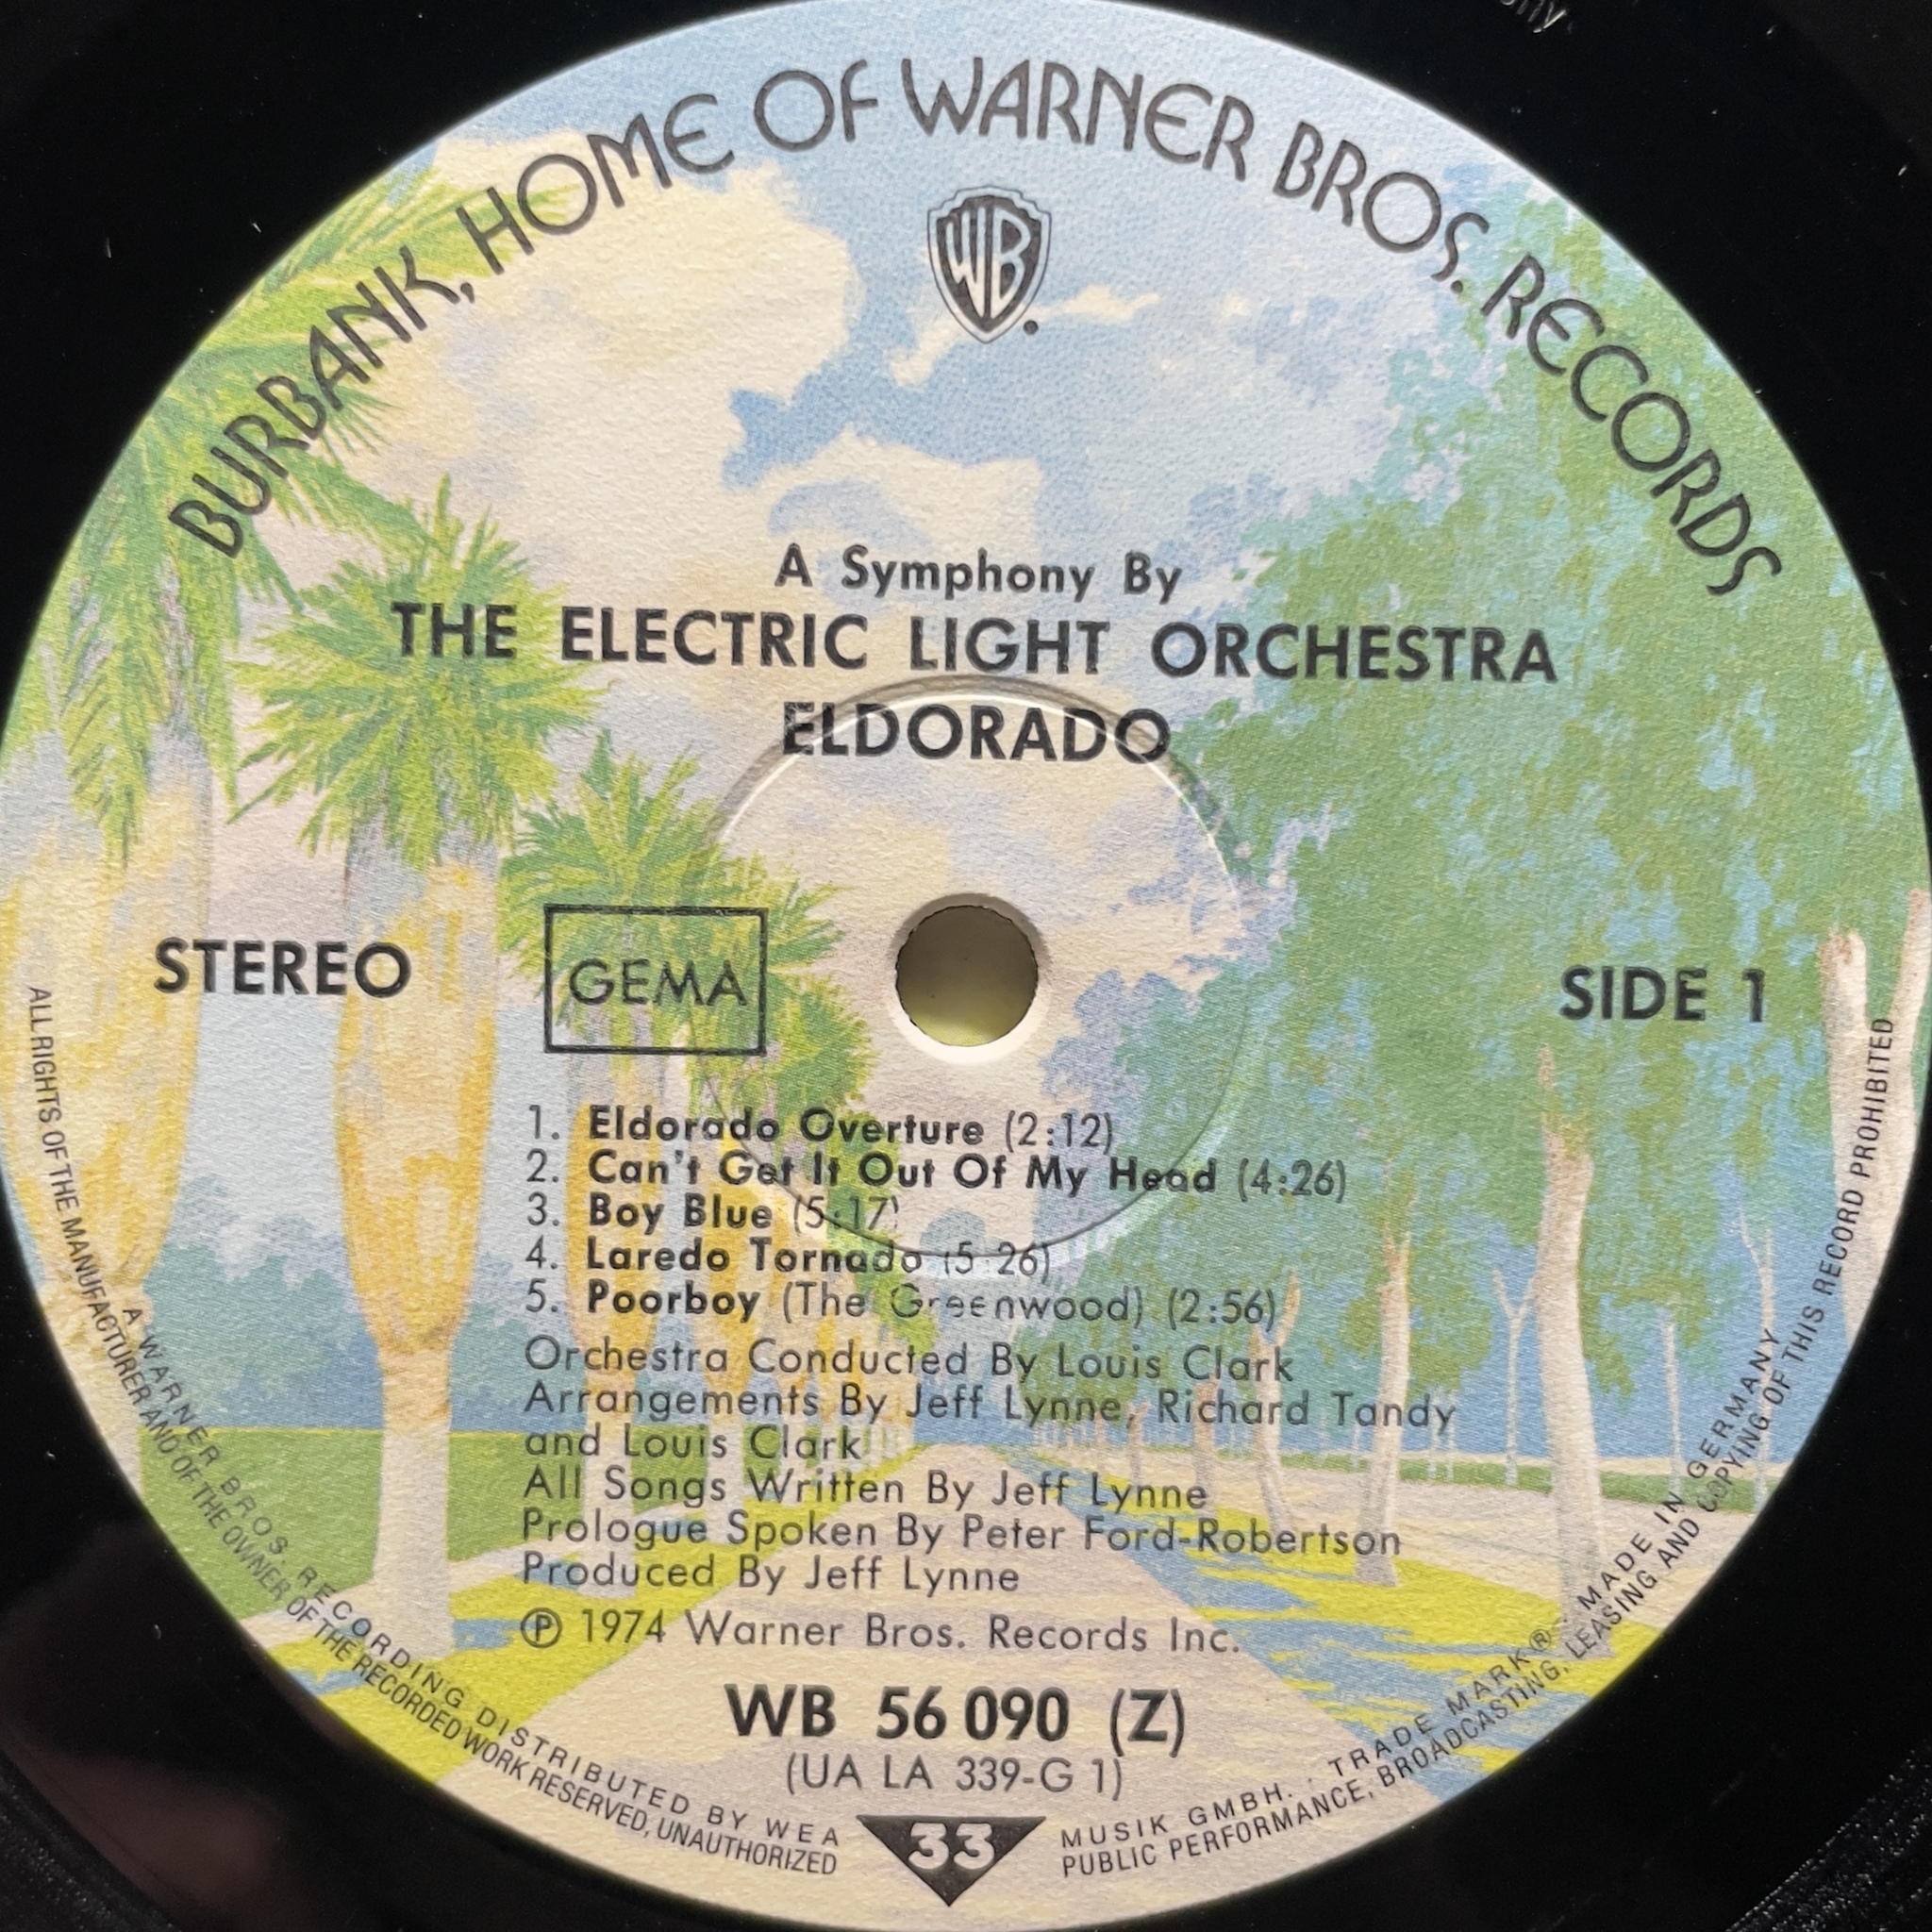 BURBANK, HOME OF WARNER BROS. RECORDS
WB
A Symphony By
THE ELECTRIC LIGHT ORCHESTRA
ELDORADO
STEREO
GEMA
SIDE 1
1. Eldorado Overture (2:12)
2. Can't Get It Out Of My Head (4:26)
3. Boy Blue (5:17)
4. Laredo Tornado (5:26)
5. Poorboy (The Greenwood) (2:56)
Orchestra Conducted By Louis Clark
Arrangements By Jeff Lynne, Richard Tandy
and Louis Clark
All Songs Written By Jeff Lynne
Prologue Spoken By Peter Ford-Robertson
Produced By Jeff Lynne
Ⓟ 1974 Warner Bros. Records Inc.
WB 56 090 (Z)
(UA LA 339-G 1)
33
A WARNER BROS. RECORDING DISTRIBUTED BY WEA MUSIK GMBH. . TRADE MARK® . MADE IN GERMANY
ALL RIGHTS OF THE MANUFACTURER AND OF THE OWNER OF THE RECORDED WORK RESERVED, UNAUTHORIZED PUBLIC PERFORMANCE, BROADCASTING, LEASING AND COPYING OF THIS RECORD PROHIBITED